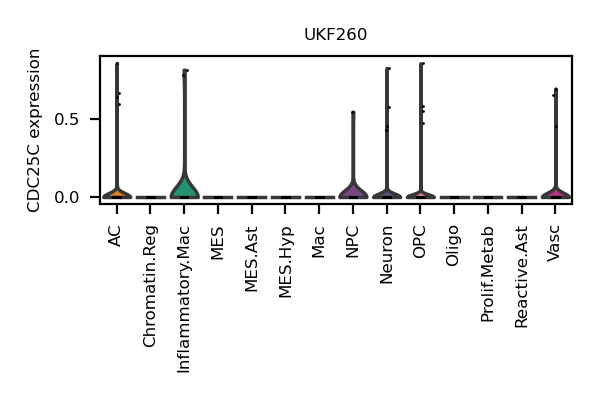 UKF260
CDC25C expression
0.5
0.0
AC
Chromatin.Reg
Inflammatory.Mac
MES
MES.Ast
MES.Hyp
Mac
NPC
Neuron
OPC
Oligo
Prolif.Metab
Reactive.Ast
Vasc